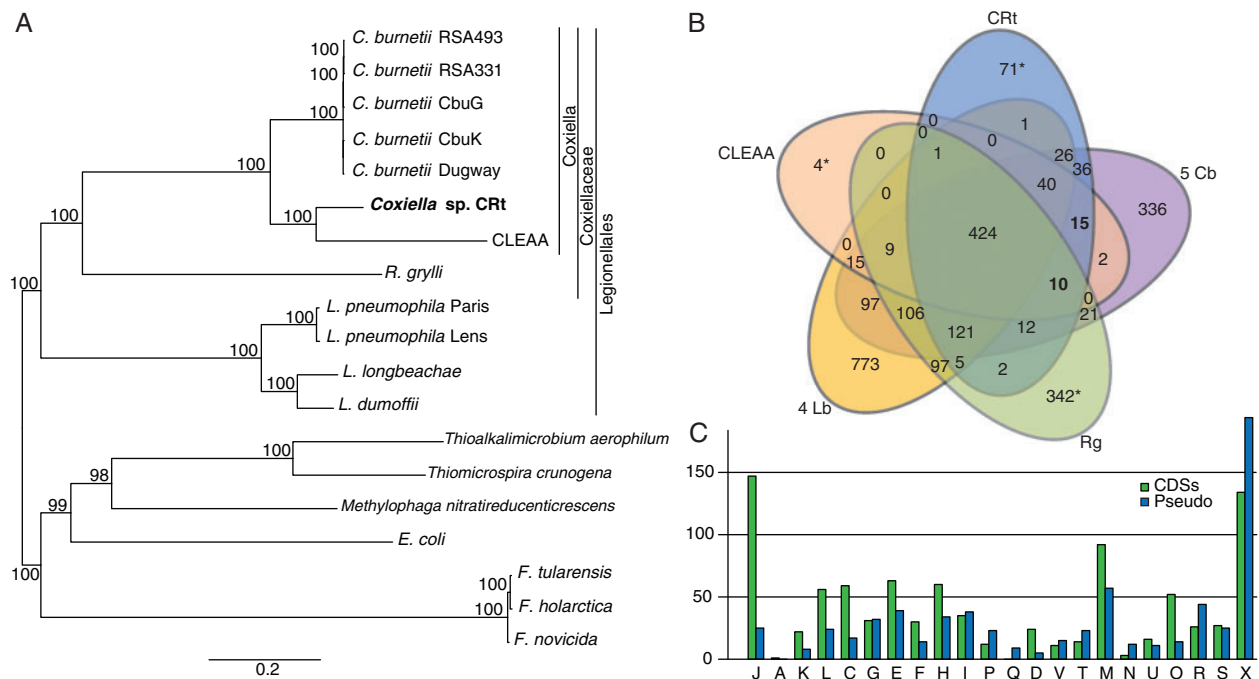 A
C. burnetii RSA493
100
C. burnetii RSA331
100
C. burnetii CbuG
100
C. burnetii CbuK
C. burnetii Dugway
100
Coxiella sp. CRt
100
CLEAA
100
R. grylli
100
L. pneumophila Paris
100
L. pneumophila Lens
100
L. longbeachae
100
L. dumoffii
Coxiella
Coxiellaceae
Legionellales
Thioalkalimicrobium aerophilum
100
Thiomicrospira crunogena
98
Methylophaga nitratireducenticrescens
99
E. coli
100
F. tularensis
100
F. holarctica
100
F. novicida
0.2
B
CRt
71*
CLEAA
4*
5 Cb
336
0
0
0
1
0
1
26
36
40
0
424
15
2
10
0
21
0
15
9
97
106
121
12
773
97
5
2
342*
4 Lb
Rg
C
150
100
50
0
CDSs
Pseudo
J A K L C G E F H I P Q D V T M N U O R S X